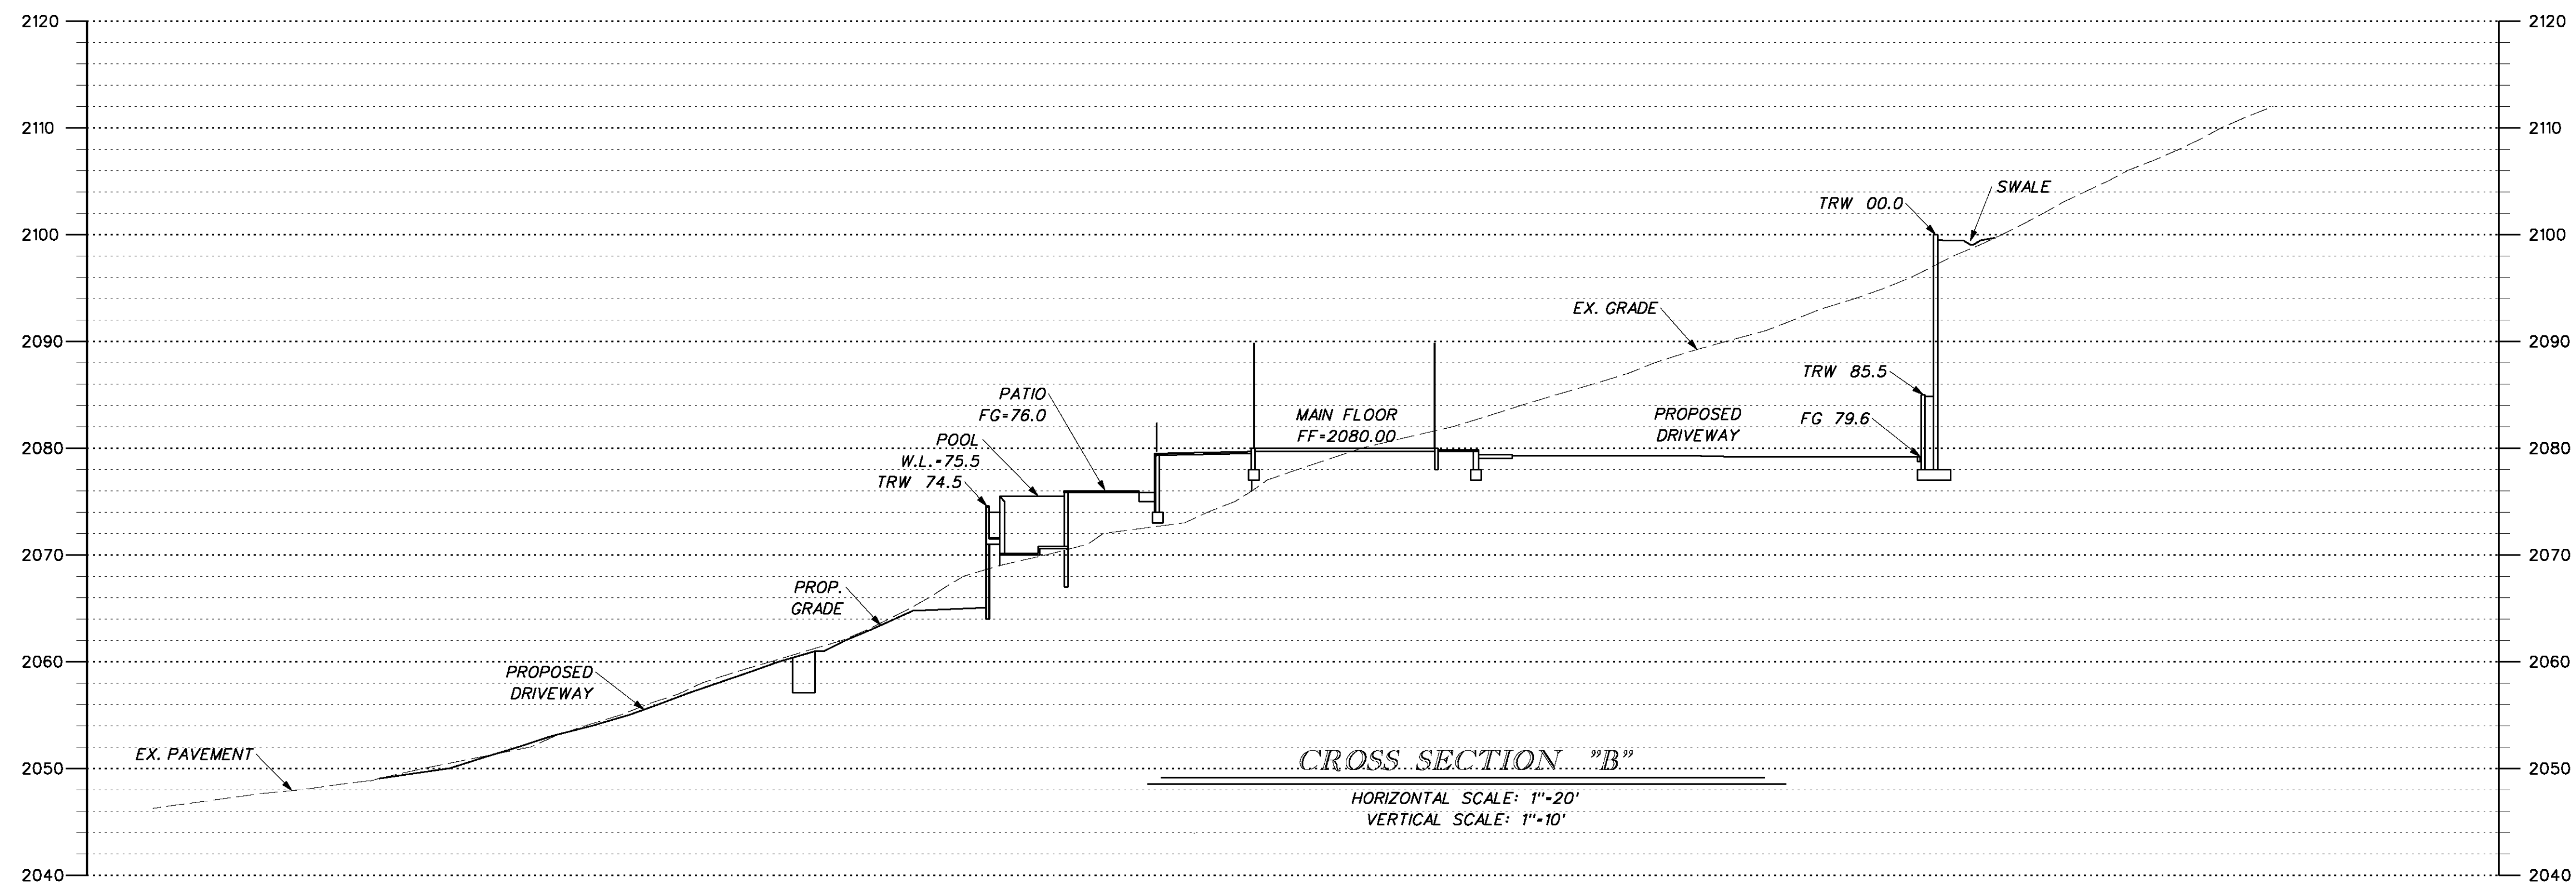 2120
2120
2110
2110
SWALE
TRW 00.0
2100
2100
EX. GRADE
2090
2090
TRW 85.5
PATIO
FG=76.0
MAIN FLOOR
FF=2080.00
PROPOSED
DRIVEWAY
FG 79.6
POOL
W.L.=75.5
TRW 74.5
2080
2080
2070
2070
PROP.
GRADE
2060
2060
PROPOSED
DRIVEWAY
EX. PAVEMENT
CROSS SECTION "B"
2050
2050
HORIZONTAL SCALE: 1"=20'
VERTICAL SCALE: 1"=10'
2040
2040